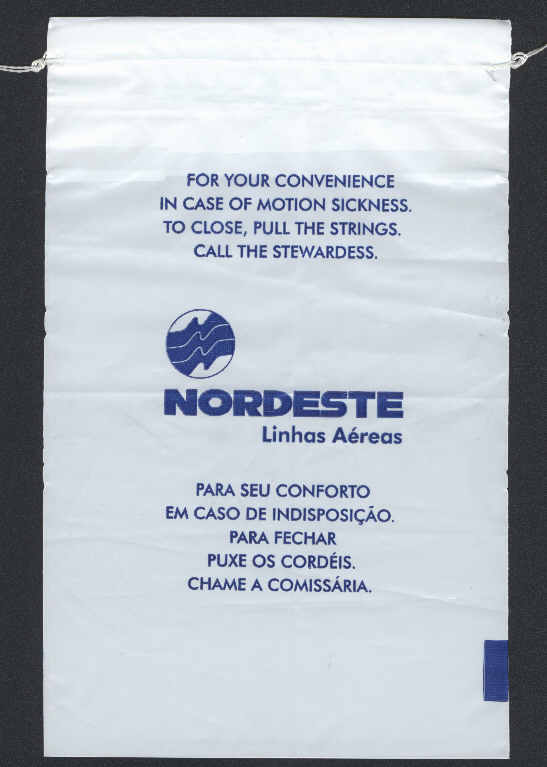 FOR YOUR CONVENIENCE
IN CASE OF MOTION SICKNESS.
TO CLOSE, PULL THE STRINGS.
CALL THE STEWARDESS.
NORDESTE
Linhas Aéreas
PARA SEU CONFORTO
EM CASO DE INDISPOSIÇÃO.
PARA FECHAR
PUXE OS CORDÉIS.
CHAME A COMISSÁRIA.